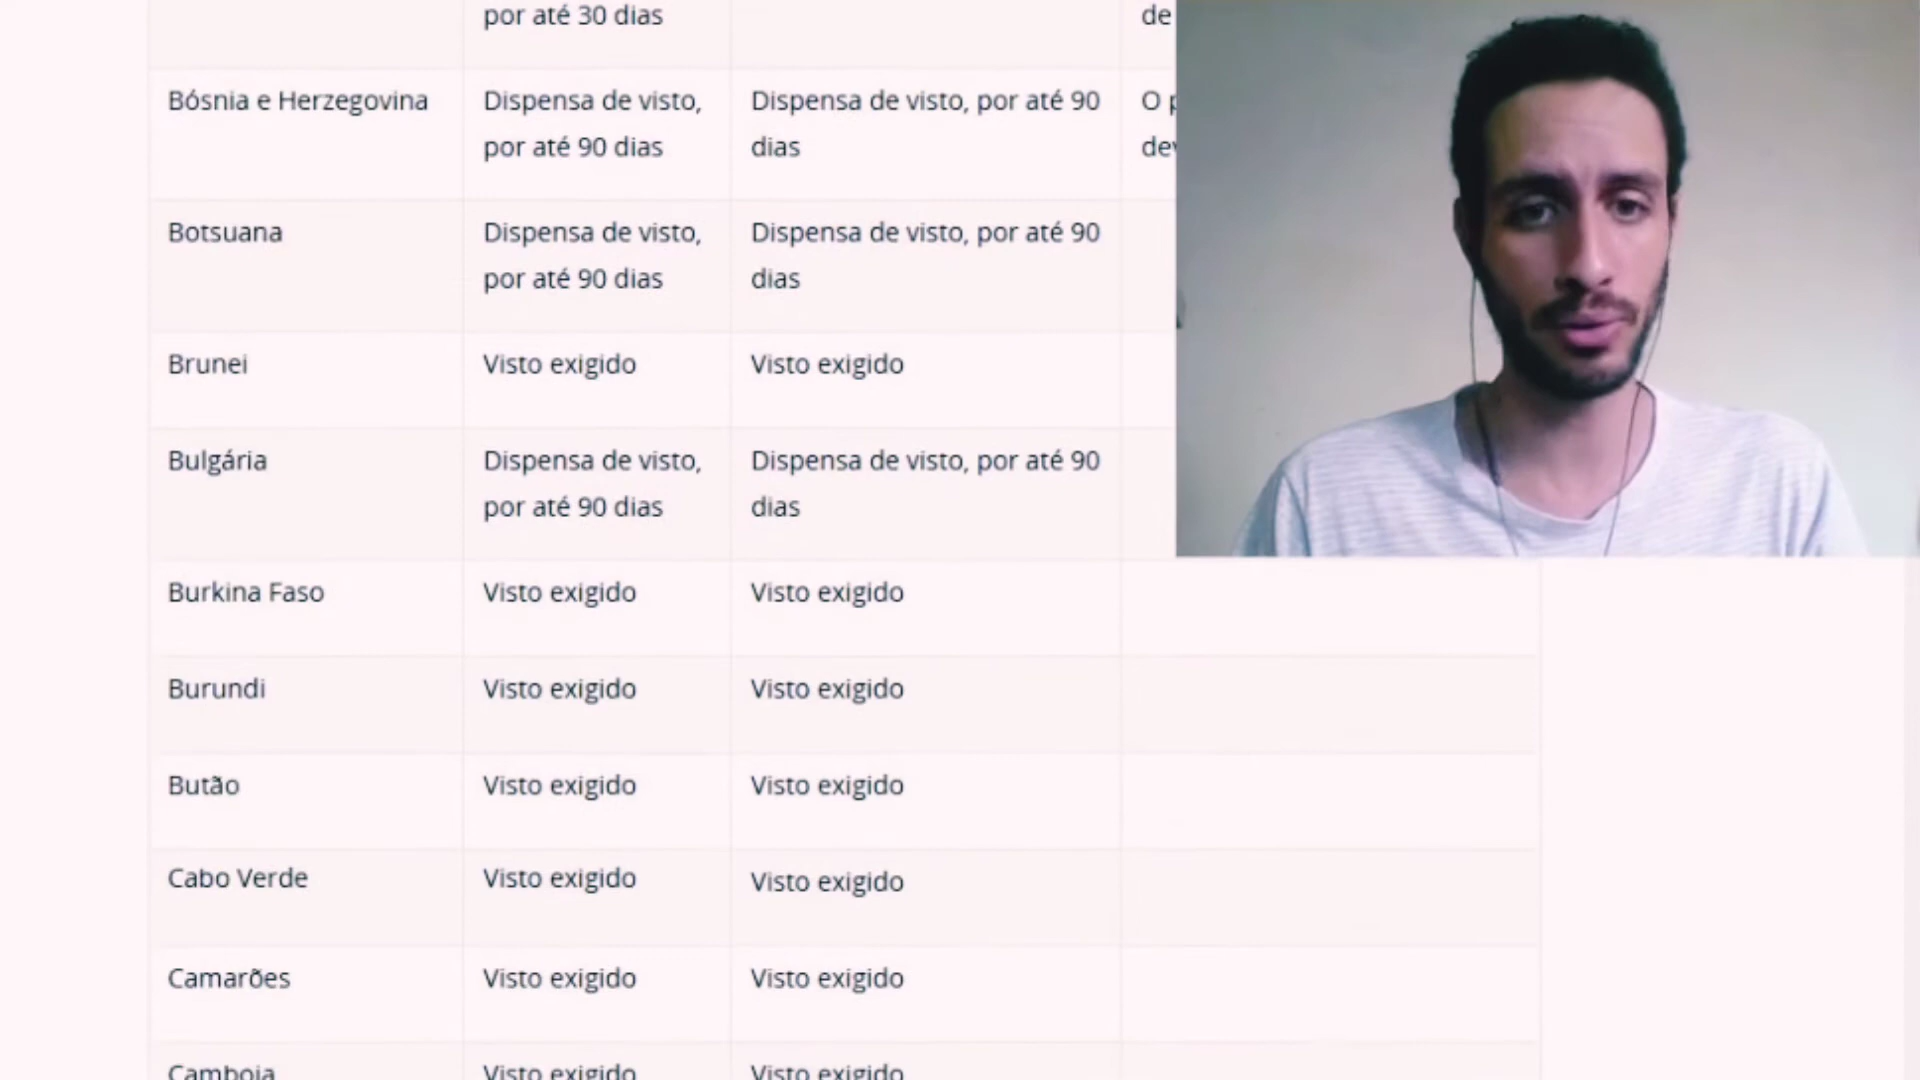 por até 30 dias
de
Bósnia e Herzegovina
Dispensa de visto,
por até 90 dias
Dispensa de visto, por até 90
dias
O
Botsuana
Dispensa de visto,
por até 90 dias
Dispensa de visto, por até 90
dias
Brunei
Visto exigido
Visto exigido
Bulgária
Dispensa de visto,
por até 90 dias
Dispensa de visto, por até 90
dias
Burkina Faso
Visto exigido
Visto exigido
Burundi
Visto exigido
Visto exigido
Butão
Visto exigido
Visto exigido
Cabo Verde
Visto exigido
Visto exigido
Camarões
Visto exigido
Visto exigido
Camboja
Visto exigido
Visto exigido